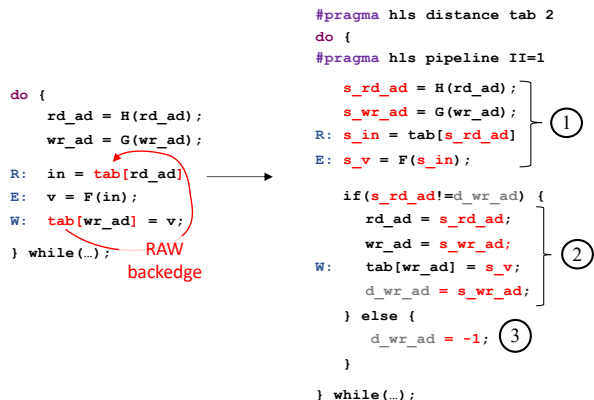 do {
rd_ad = H(rd_ad);
wr_ad = G(wr_ad);
R: in = tab[rd_ad]
E: v = F(in);
W: tab[wr_ad] = v;
} while(…);
RAW
backedge
#pragma hls distance tab 2
do {
#pragma hls pipeline II=1
s_rd_ad = H(rd_ad);
s_wr_ad = G(wr_ad);
R: s_in = tab[s_rd_ad]
E: s_v = F(s_in);
1
if(s_rd_ad!=d_wr_ad) {
rd_ad = s_rd_ad;
wr_ad = s_wr_ad;
W: tab[wr_ad] = s_v;
d_wr_ad = s_wr_ad;
2
} else {
d_wr_ad = -1;
3
}
} while(…);